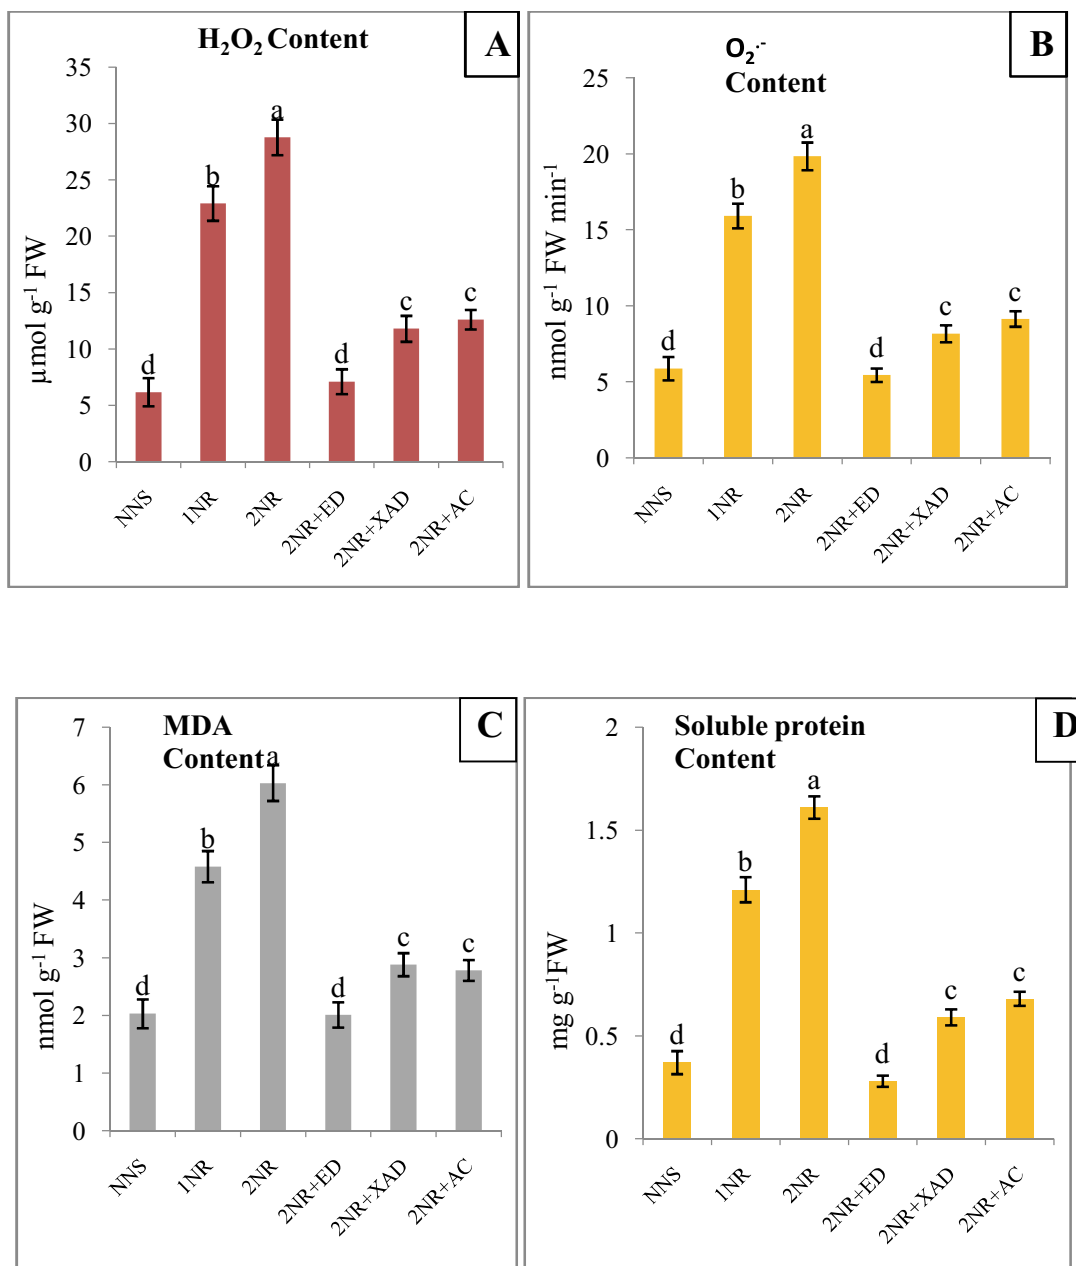 H₂O₂ Content
A
35
30
25
20
15
10
5
0
µmol g⁻¹ FW
d
b
a
d
c
c
NNS
1NR
2NR
2NR+ED
2NR+XAD
2NR+AC
O₂·⁻
Content
B
25
20
15
10
5
0
nmol g⁻¹ FW min⁻¹
d
b
a
d
c
c
NNS
1NR
2NR
2NR+ED
2NR+XAD
2NR+AC
MDA
Content
C
7
6
5
4
3
2
1
0
nmol g⁻¹ FW
d
b
a
d
c
c
NNS
1NR
2NR
2NR+ED
2NR+XAD
2NR+AC
Soluble protein
Content
D
2
1.5
1
0.5
0
mg g⁻¹FW
d
b
a
d
c
c
NNS
1NR
2NR
2NR+ED
2NR+XAD
2NR+AC